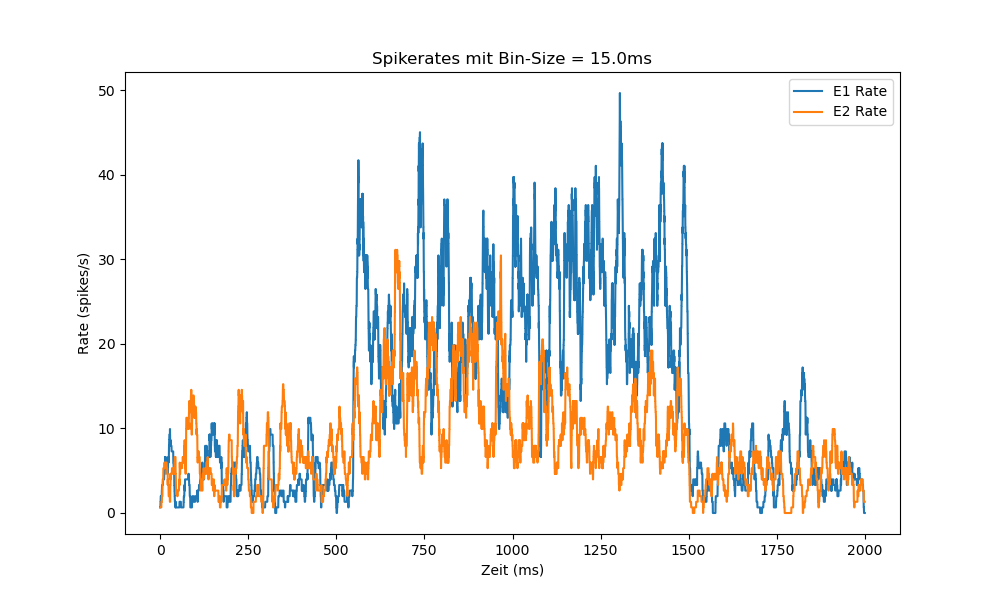 Spikerates mit Bin-Size = 15.0ms
E1 Rate
E2 Rate
50
40
30
20
10
0
Rate (spikes/s)
0 250 500 750 1000 1250 1500 1750 2000
Zeit (ms)